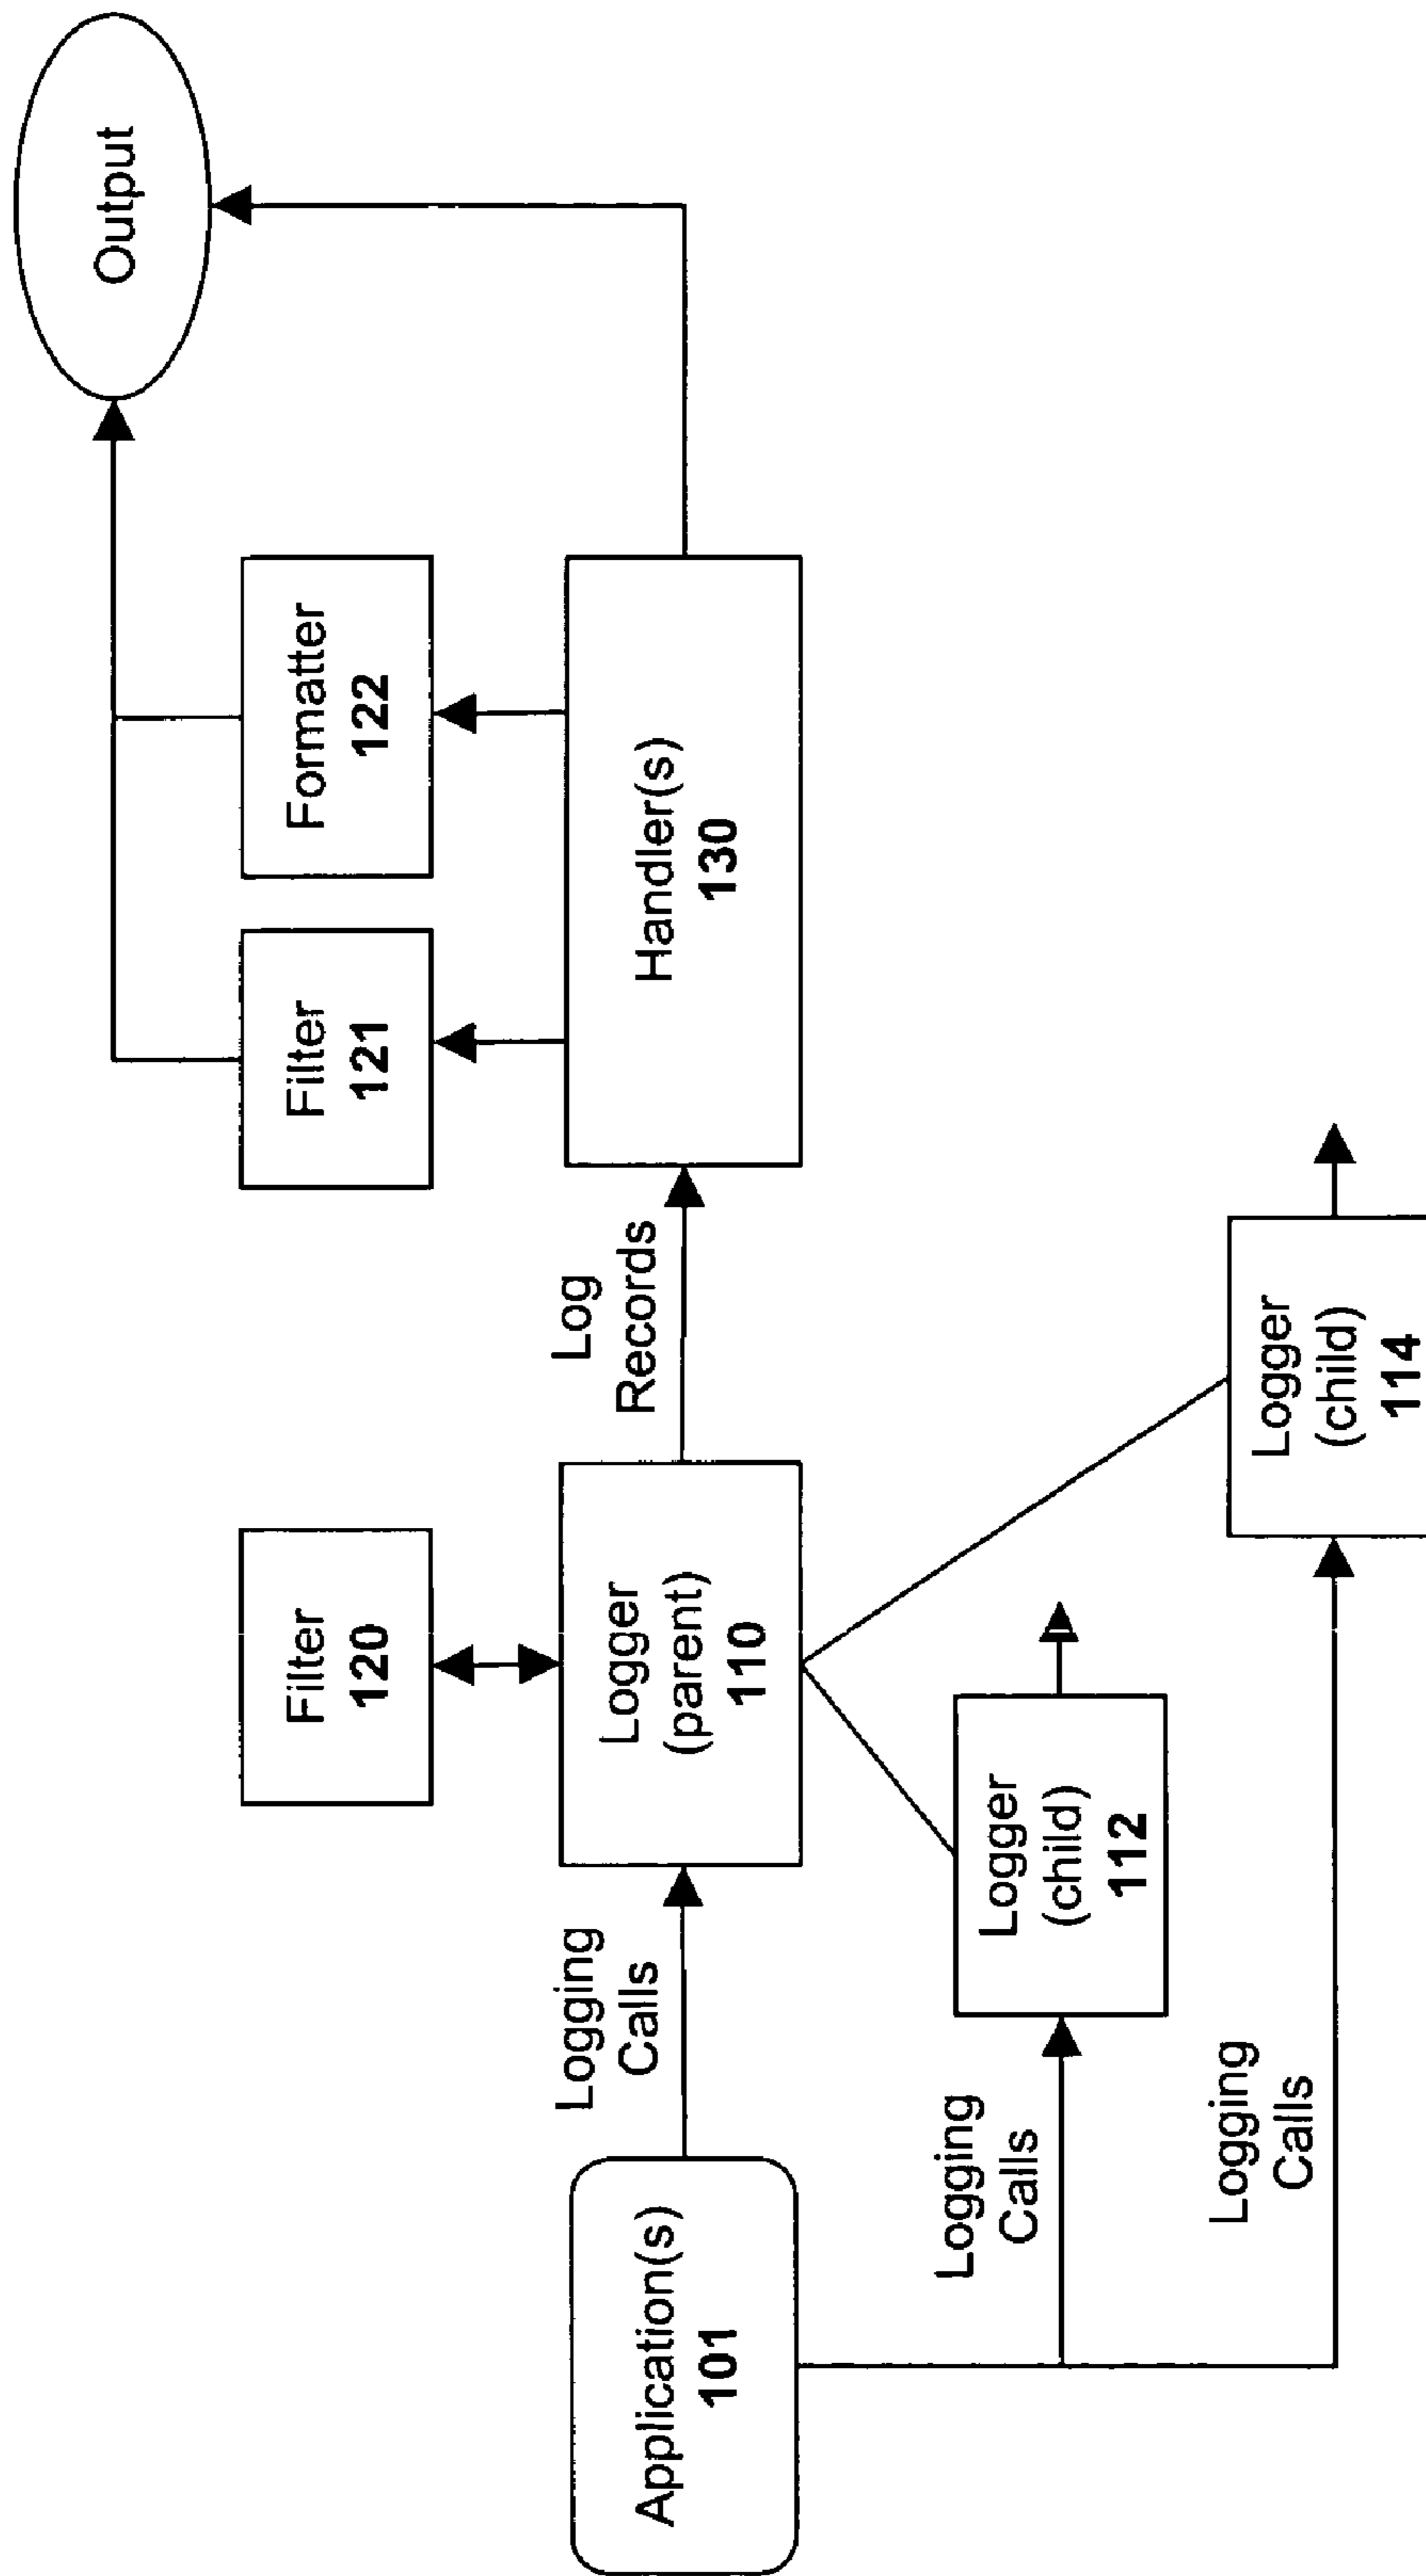 Output
Filter
120
Filter
121
Formatter
122
Application(s)
101
Logging
Calls
Logger
(parent)
110
Log
Records
Handler(s)
130
Logging
Calls
Logger
(child)
112
Logging
Calls
Logger
(child)
114